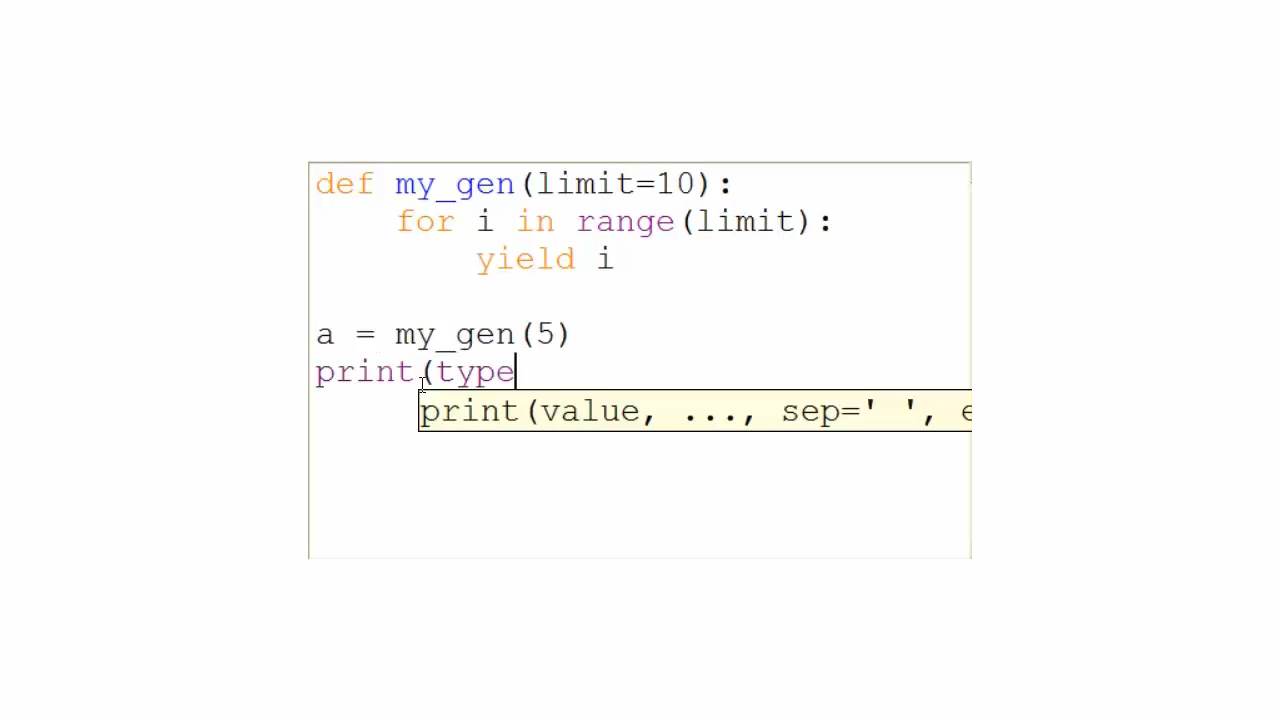 def my_gen(limit=10):
    for i in range(limit):
        yield i
a = my_gen(5)
print(type
print(value, ..., sep=' ', e